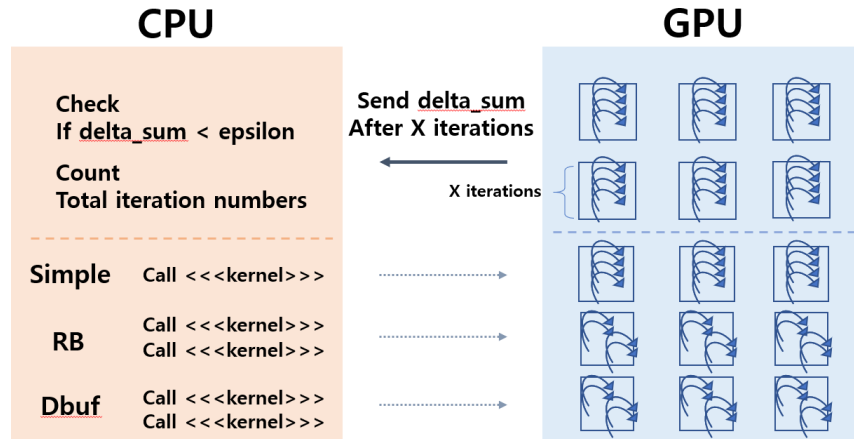 CPU
GPU
Check
If delta_sum < epsilon
Count
Total iteration numbers
Send delta_sum
After X iterations
X iterations
Simple
Call <<<kernel>>>
RB
Call <<<kernel>>>
Call <<<kernel>>>
Dbuf
Call <<<kernel>>>
Call <<<kernel>>>